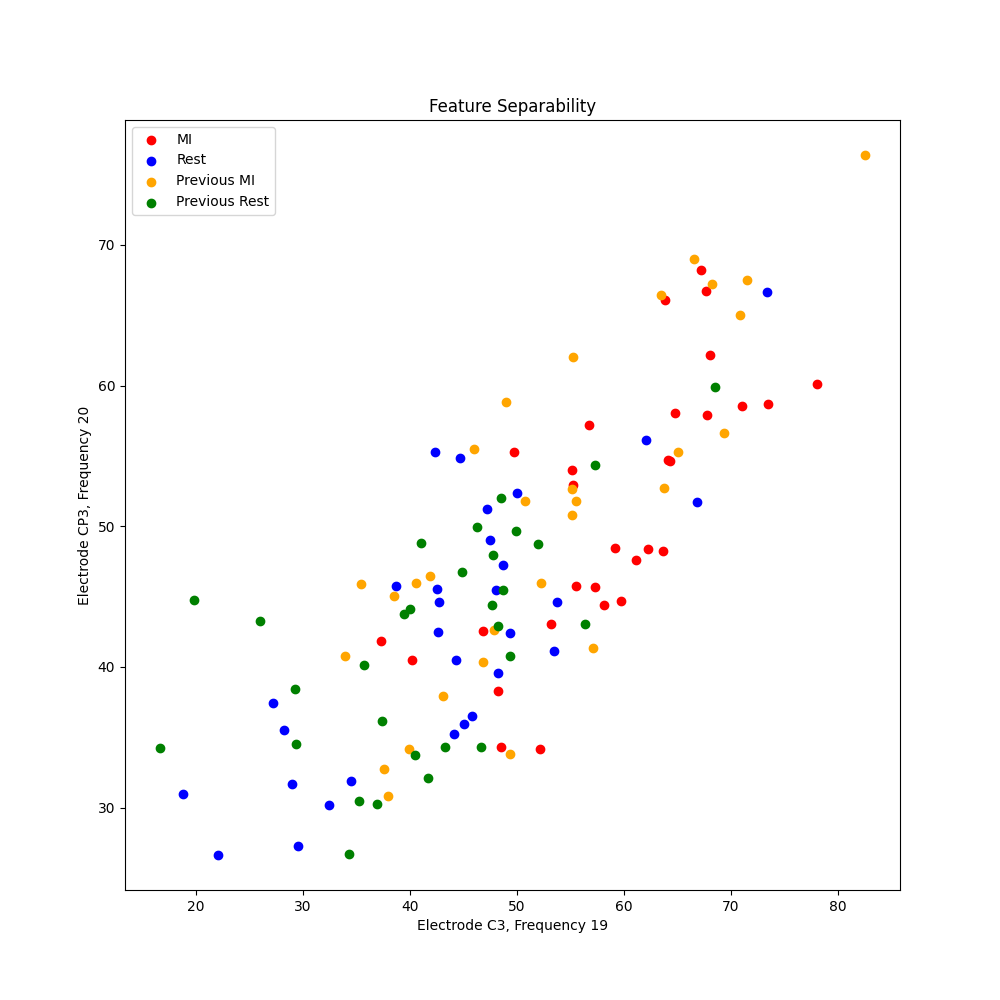 Feature Separability
MI
Rest
Previous MI
Previous Rest
70
60
50
40
30
Electrode CP3, Frequency 20
20 30 40 50 60 70 80
Electrode C3, Frequency 19